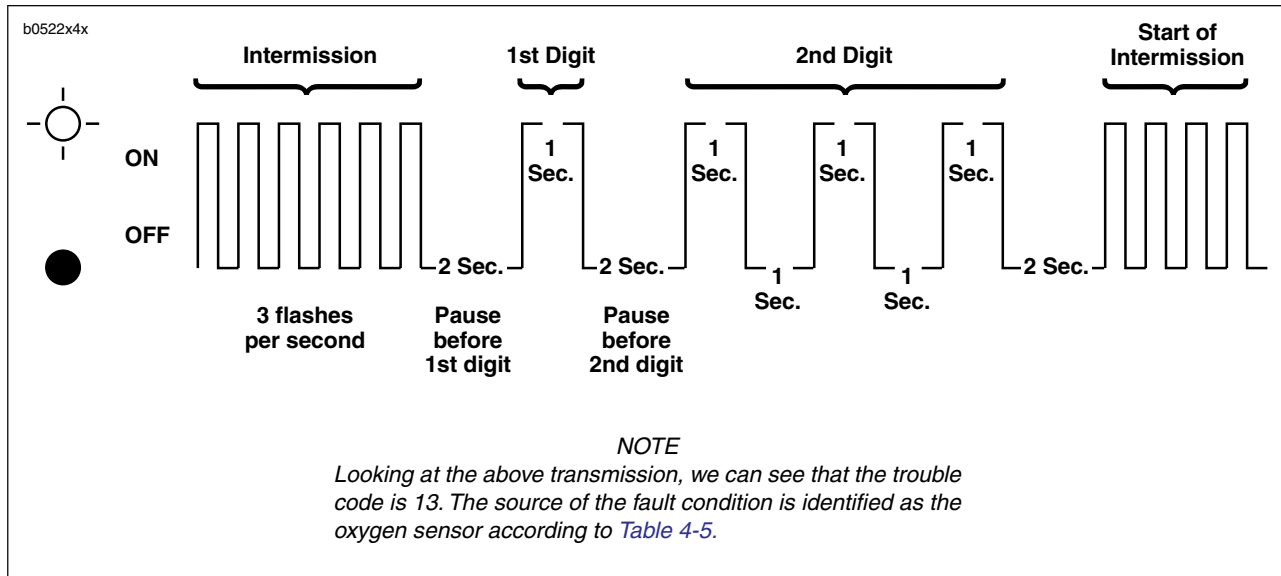 b0522x4x
Intermission
1st Digit
2nd Digit
Start of
Intermission
ON
OFF
1
Sec.
1
Sec.
1
Sec.
1
Sec.
2 Sec.
2 Sec.
1
Sec.
1
Sec.
2 Sec.
3 flashes
per second
Pause
before
1st digit
Pause
before
2nd digit
NOTE
Looking at the above transmission, we can see that the trouble
code is 13. The source of the fault condition is identified as the
oxygen sensor according to Table 4-5.